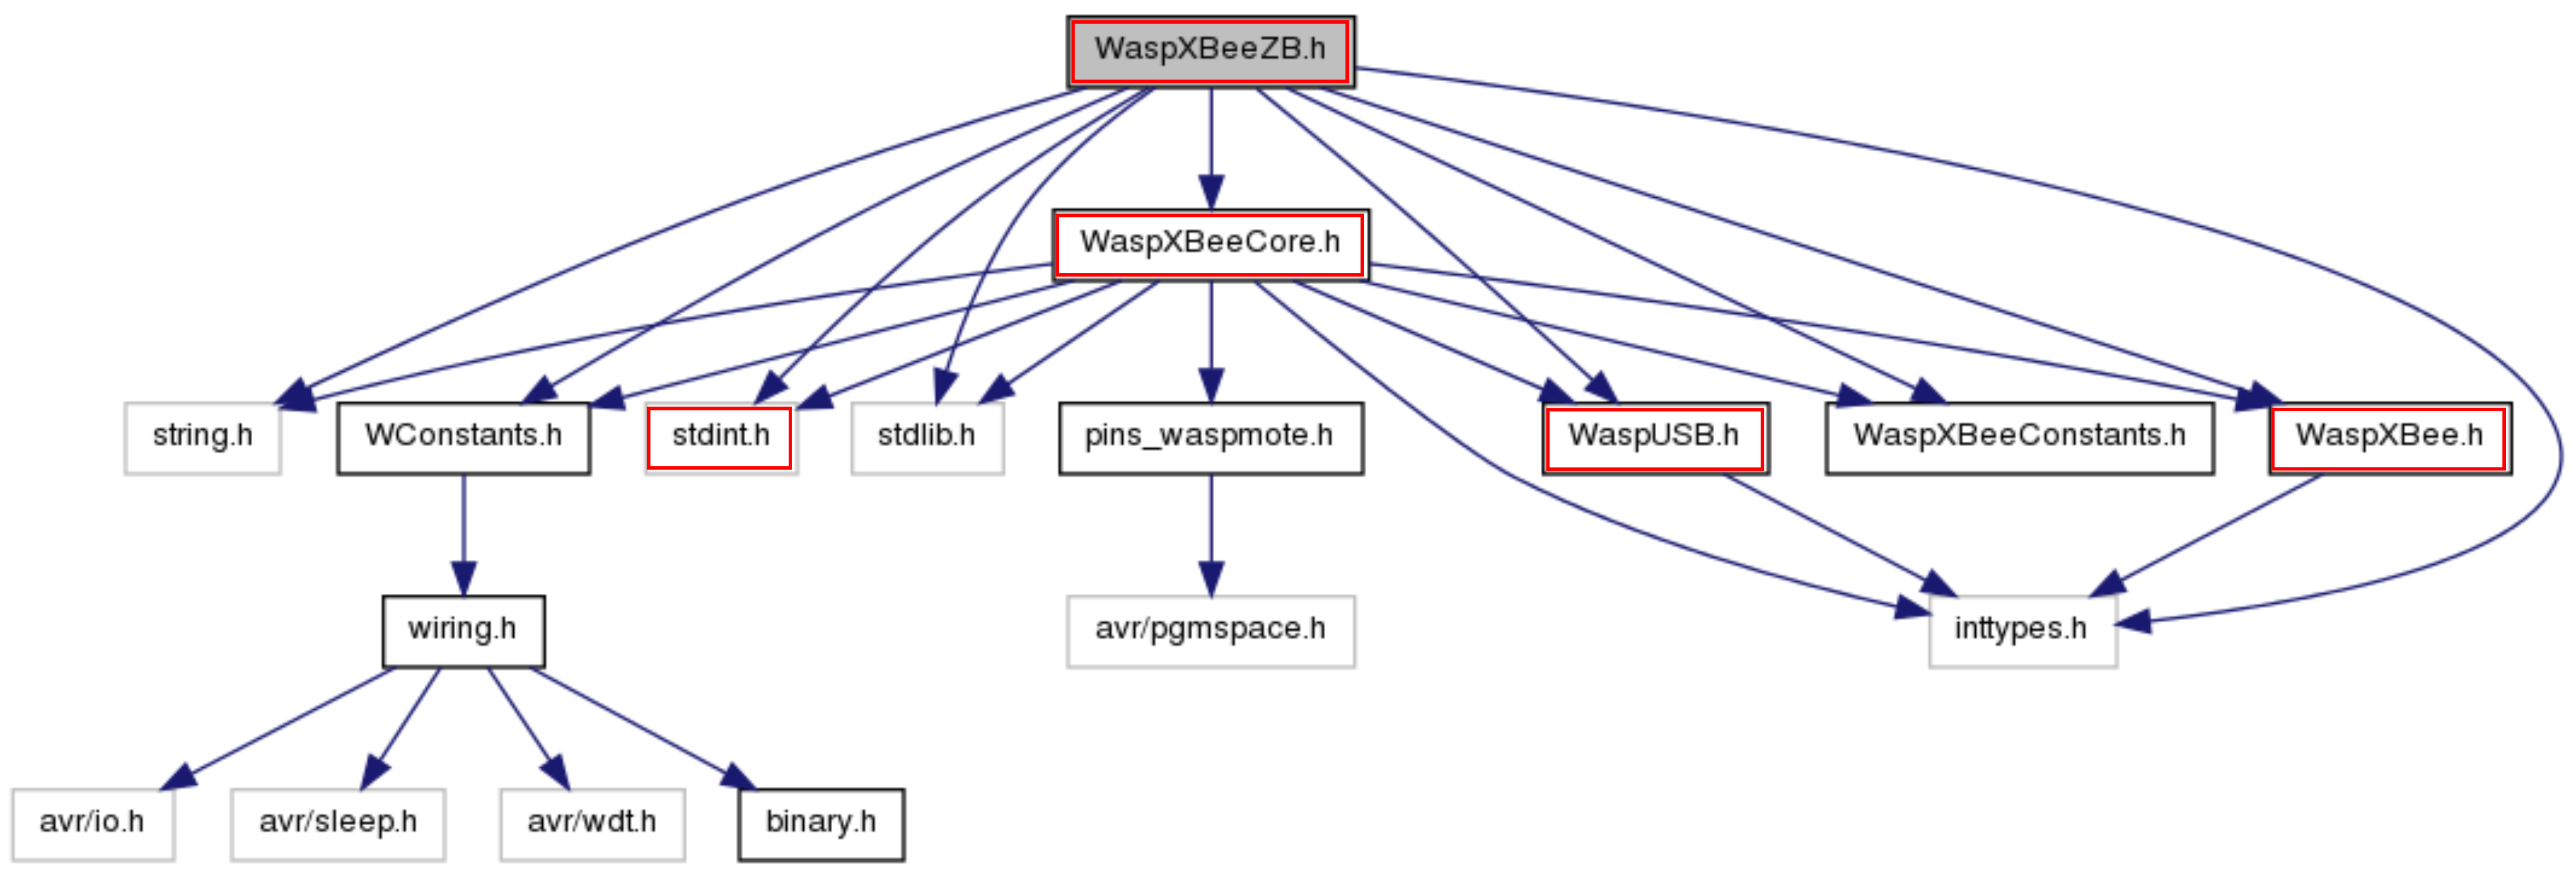 WaspXBeeZB.h
WaspXBeeCore.h
string.h
WConstants.h
stdint.h
stdlib.h
pins_waspmote.h
WaspUSB.h
WaspXBeeConstants.h
WaspXBee.h
wiring.h
avr/pgmspace.h
inttypes.h
avr/io.h
avr/sleep.h
avr/wdt.h
binary.h